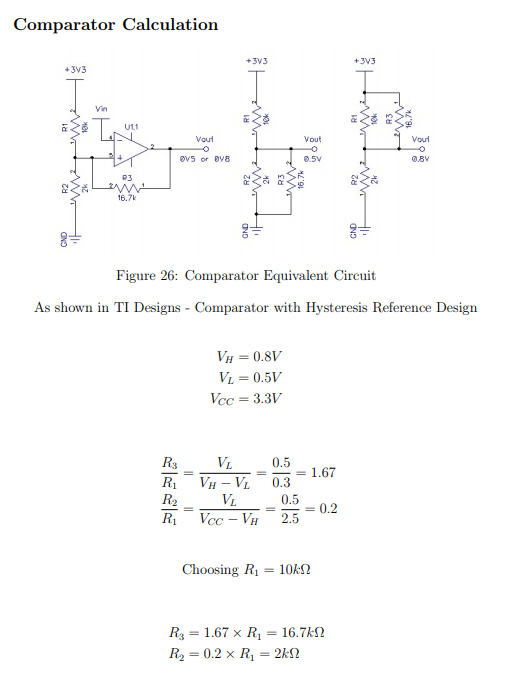 Comparator Calculation
+3V3
+3V3
+3V3
Vin
R1
10k
U1.1
4
5
2
Vout
0V5 or 0V8
R3
2
1
16.7k
R2
2k
GND
R1
10k
Vout
0.5V
R2
2k
R3
16.7k
GND
R1
10k
R3
16.7k
Vout
0.8V
R2
2k
GND
Figure 26: Comparator Equivalent Circuit
As shown in TI Designs - Comparator with Hysteresis Reference Design
V_H = 0.8V
V_L = 0.5V
V_CC = 3.3V
R_3/R_1 = V_L/(V_H − V_L) = 0.5/0.3 = 1.67
R_2/R_1 = V_L/(V_CC − V_H) = 0.5/2.5 = 0.2
Choosing R_1 = 10kΩ
R_3 = 1.67 × R_1 = 16.7kΩ
R_2 = 0.2 × R_1 = 2kΩ